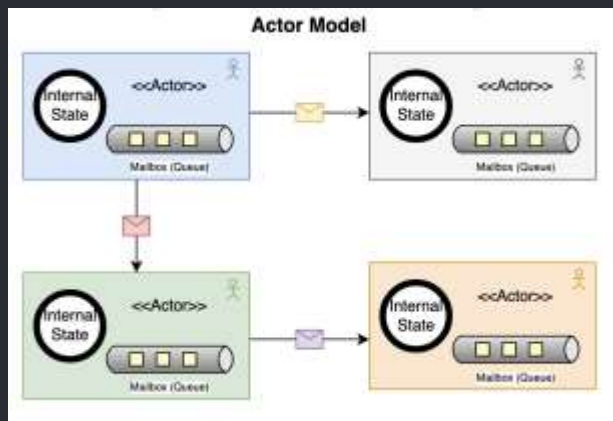 Actor Model
Internal
State
<<Actor>>
Mailbox (Queue)
Internal
State
<<Actor>>
Mailbox (Queue)
Internal
State
<<Actor>>
Mailbox (Queue)
Internal
State
<<Actor>>
Mailbox (Queue)